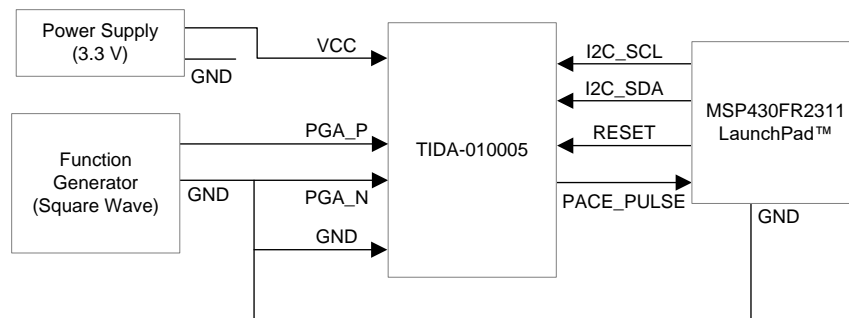 Power Supply
(3.3 V)
GND
VCC
Function
Generator
(Square Wave)
GND
PGA_P
PGA_N
GND
TIDA-010005
I2C_SCL
I2C_SDA
RESET
PACE_PULSE
MSP430FR2311
LaunchPad™
GND